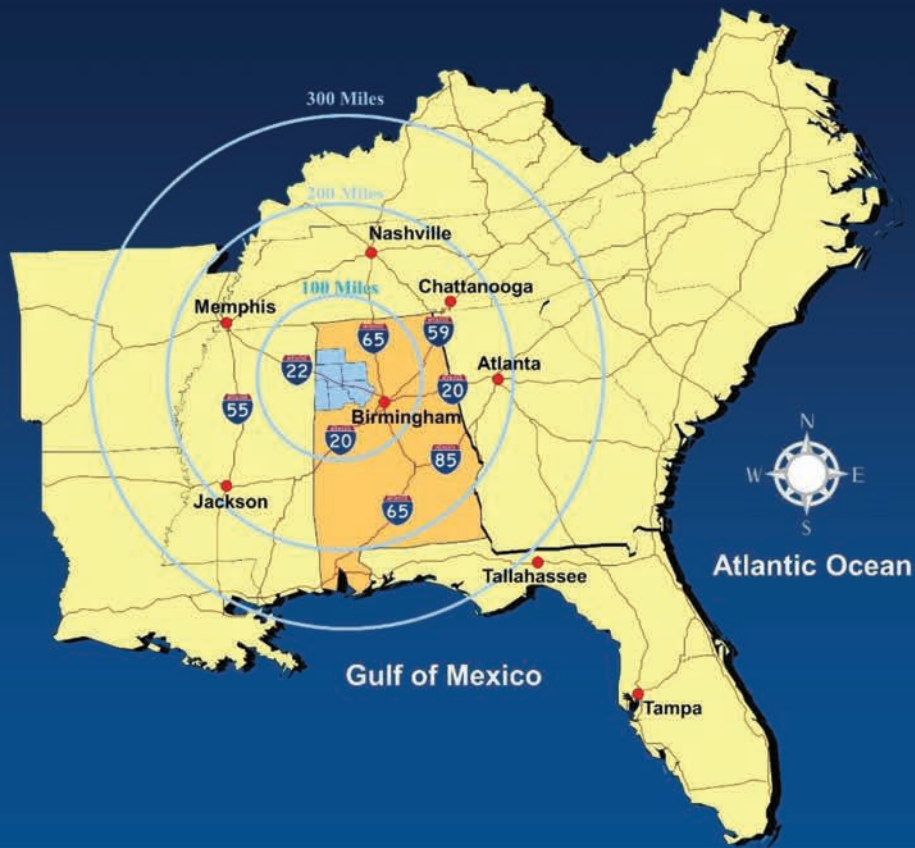 300 Miles
200 Miles
Nashville
Chattanooga
100 Miles
Memphis
65
59
22
Atlanta
20
55
Birmingham
20
85
Jackson
65
N
W E
S
Atlantic Ocean
Tallahassee
Gulf of Mexico
Tampa